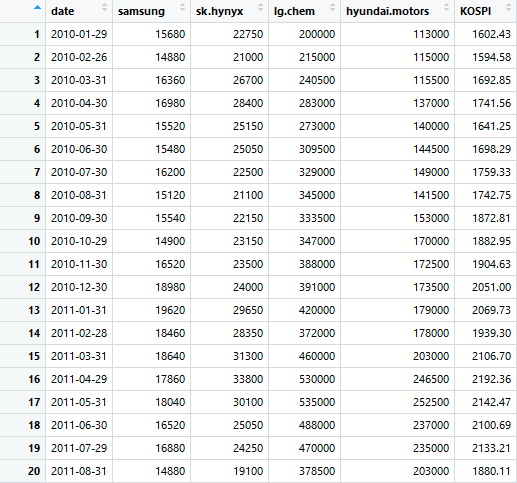 date samsung sk.hynyx lg.chem hyundai.motors KOSPI
1 2010-01-29 15680 22750 200000 113000 1602.43
2 2010-02-26 14880 21000 215000 115000 1594.58
3 2010-03-31 16360 26700 240500 115500 1692.85
4 2010-04-30 16980 28400 283000 137000 1741.56
5 2010-05-31 15520 25150 273000 140000 1641.25
6 2010-06-30 15480 25050 309500 144500 1698.29
7 2010-07-30 16200 22500 329000 149000 1759.33
8 2010-08-31 15120 21100 345000 141500 1742.75
9 2010-09-30 15540 22150 333500 153000 1872.81
10 2010-10-29 14900 23150 347000 170000 1882.95
11 2010-11-30 16520 23500 388000 172500 1904.63
12 2010-12-30 18980 24000 391000 173500 2051.00
13 2011-01-31 19620 29650 420000 179000 2069.73
14 2011-02-28 18460 28350 372000 178000 1939.30
15 2011-03-31 18640 31300 460000 203000 2106.70
16 2011-04-29 17860 33800 530000 246500 2192.36
17 2011-05-31 18040 30100 535000 252500 2142.47
18 2011-06-30 16520 25050 488000 237000 2100.69
19 2011-07-29 16880 24250 470000 235000 2133.21
20 2011-08-31 14880 19100 378500 203000 1880.11